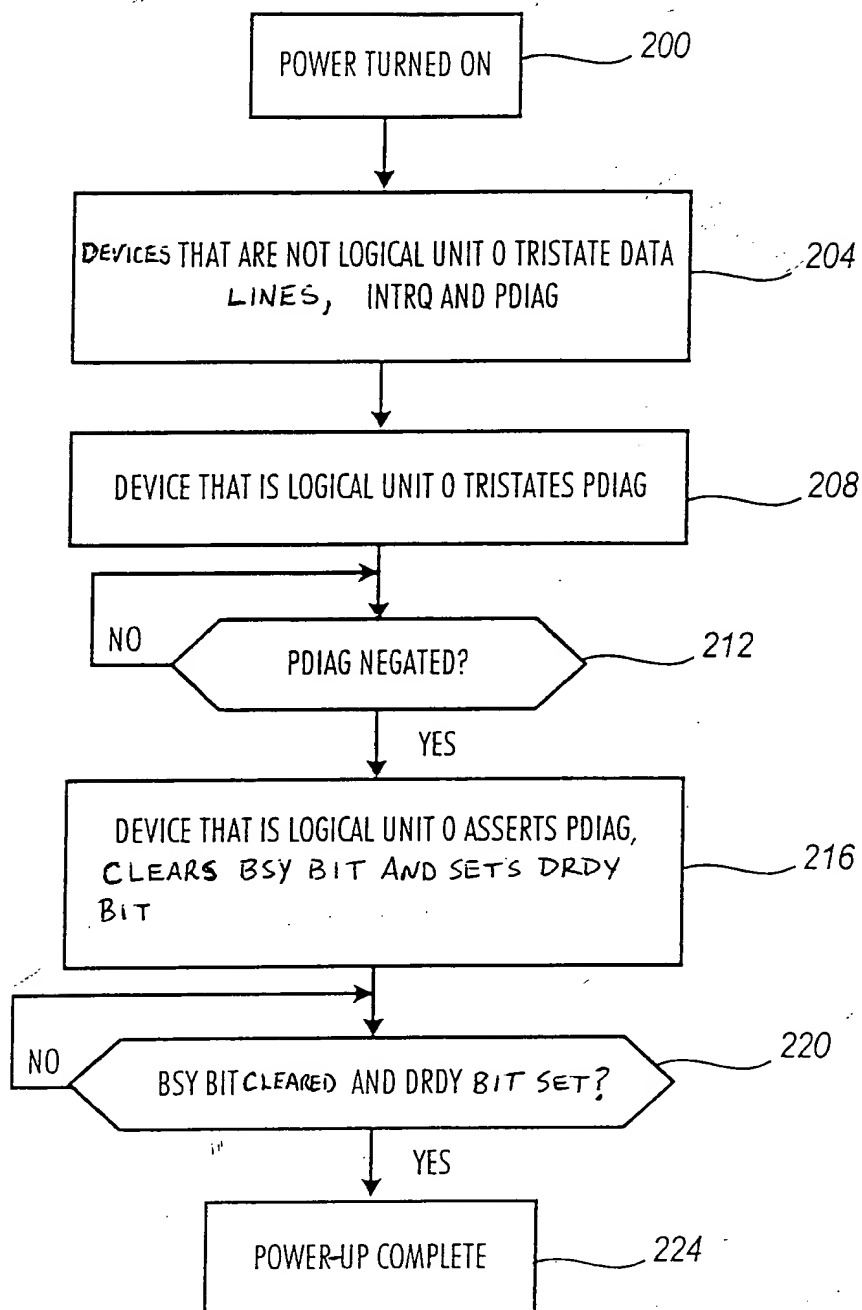 POWER TURNED ON
200
DEVICES THAT ARE NOT LOGICAL UNIT 0 TRISTATE DATA
LINES, INTRQ AND PDIAG
204
DEVICE THAT IS LOGICAL UNIT 0 TRISTATES PDIAG
208
NO
PDIAG NEGATED?
212
YES
DEVICE THAT IS LOGICAL UNIT 0 ASSERTS PDIAG,
CLEARS BSY BIT AND SETS DRDY
BIT
216
NO
BSY BIT CLEARED AND DRDY BIT SET?
220
YES
POWER-UP COMPLETE
224